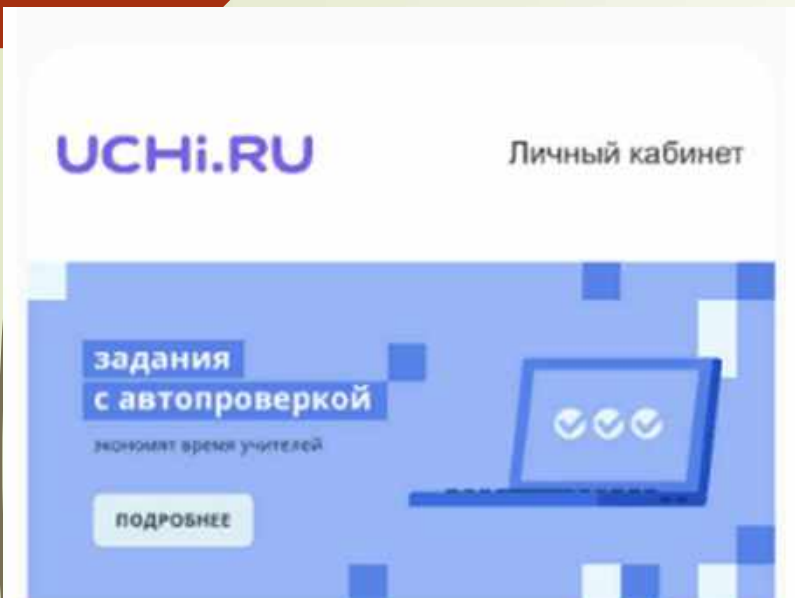 UCHi.RU
Личный кабинет
задания
с автопроверкой
экономят время учителей
ПОДРОБНЕЕ